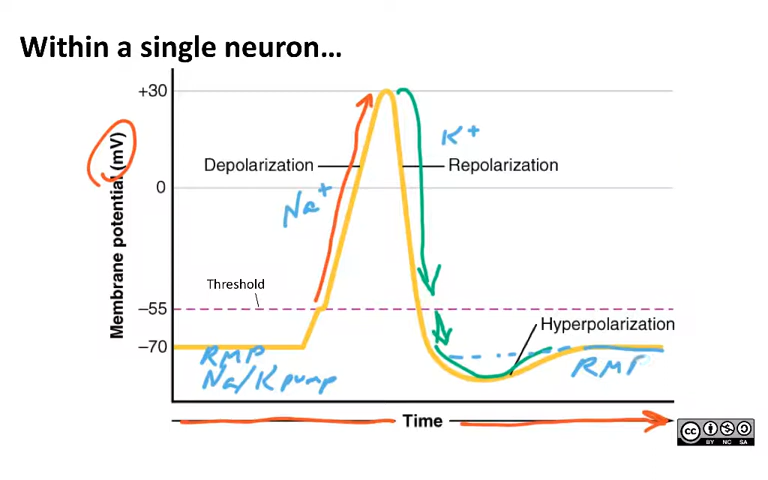 Within a single neuron...
+30
Membrane potential (mV)
K+
Depolarization
Repolarization
0
Na+
Threshold
-55
Hyperpolarization
-70
RMP
RMP
Na/K pump
Time
cc
BY NC SA